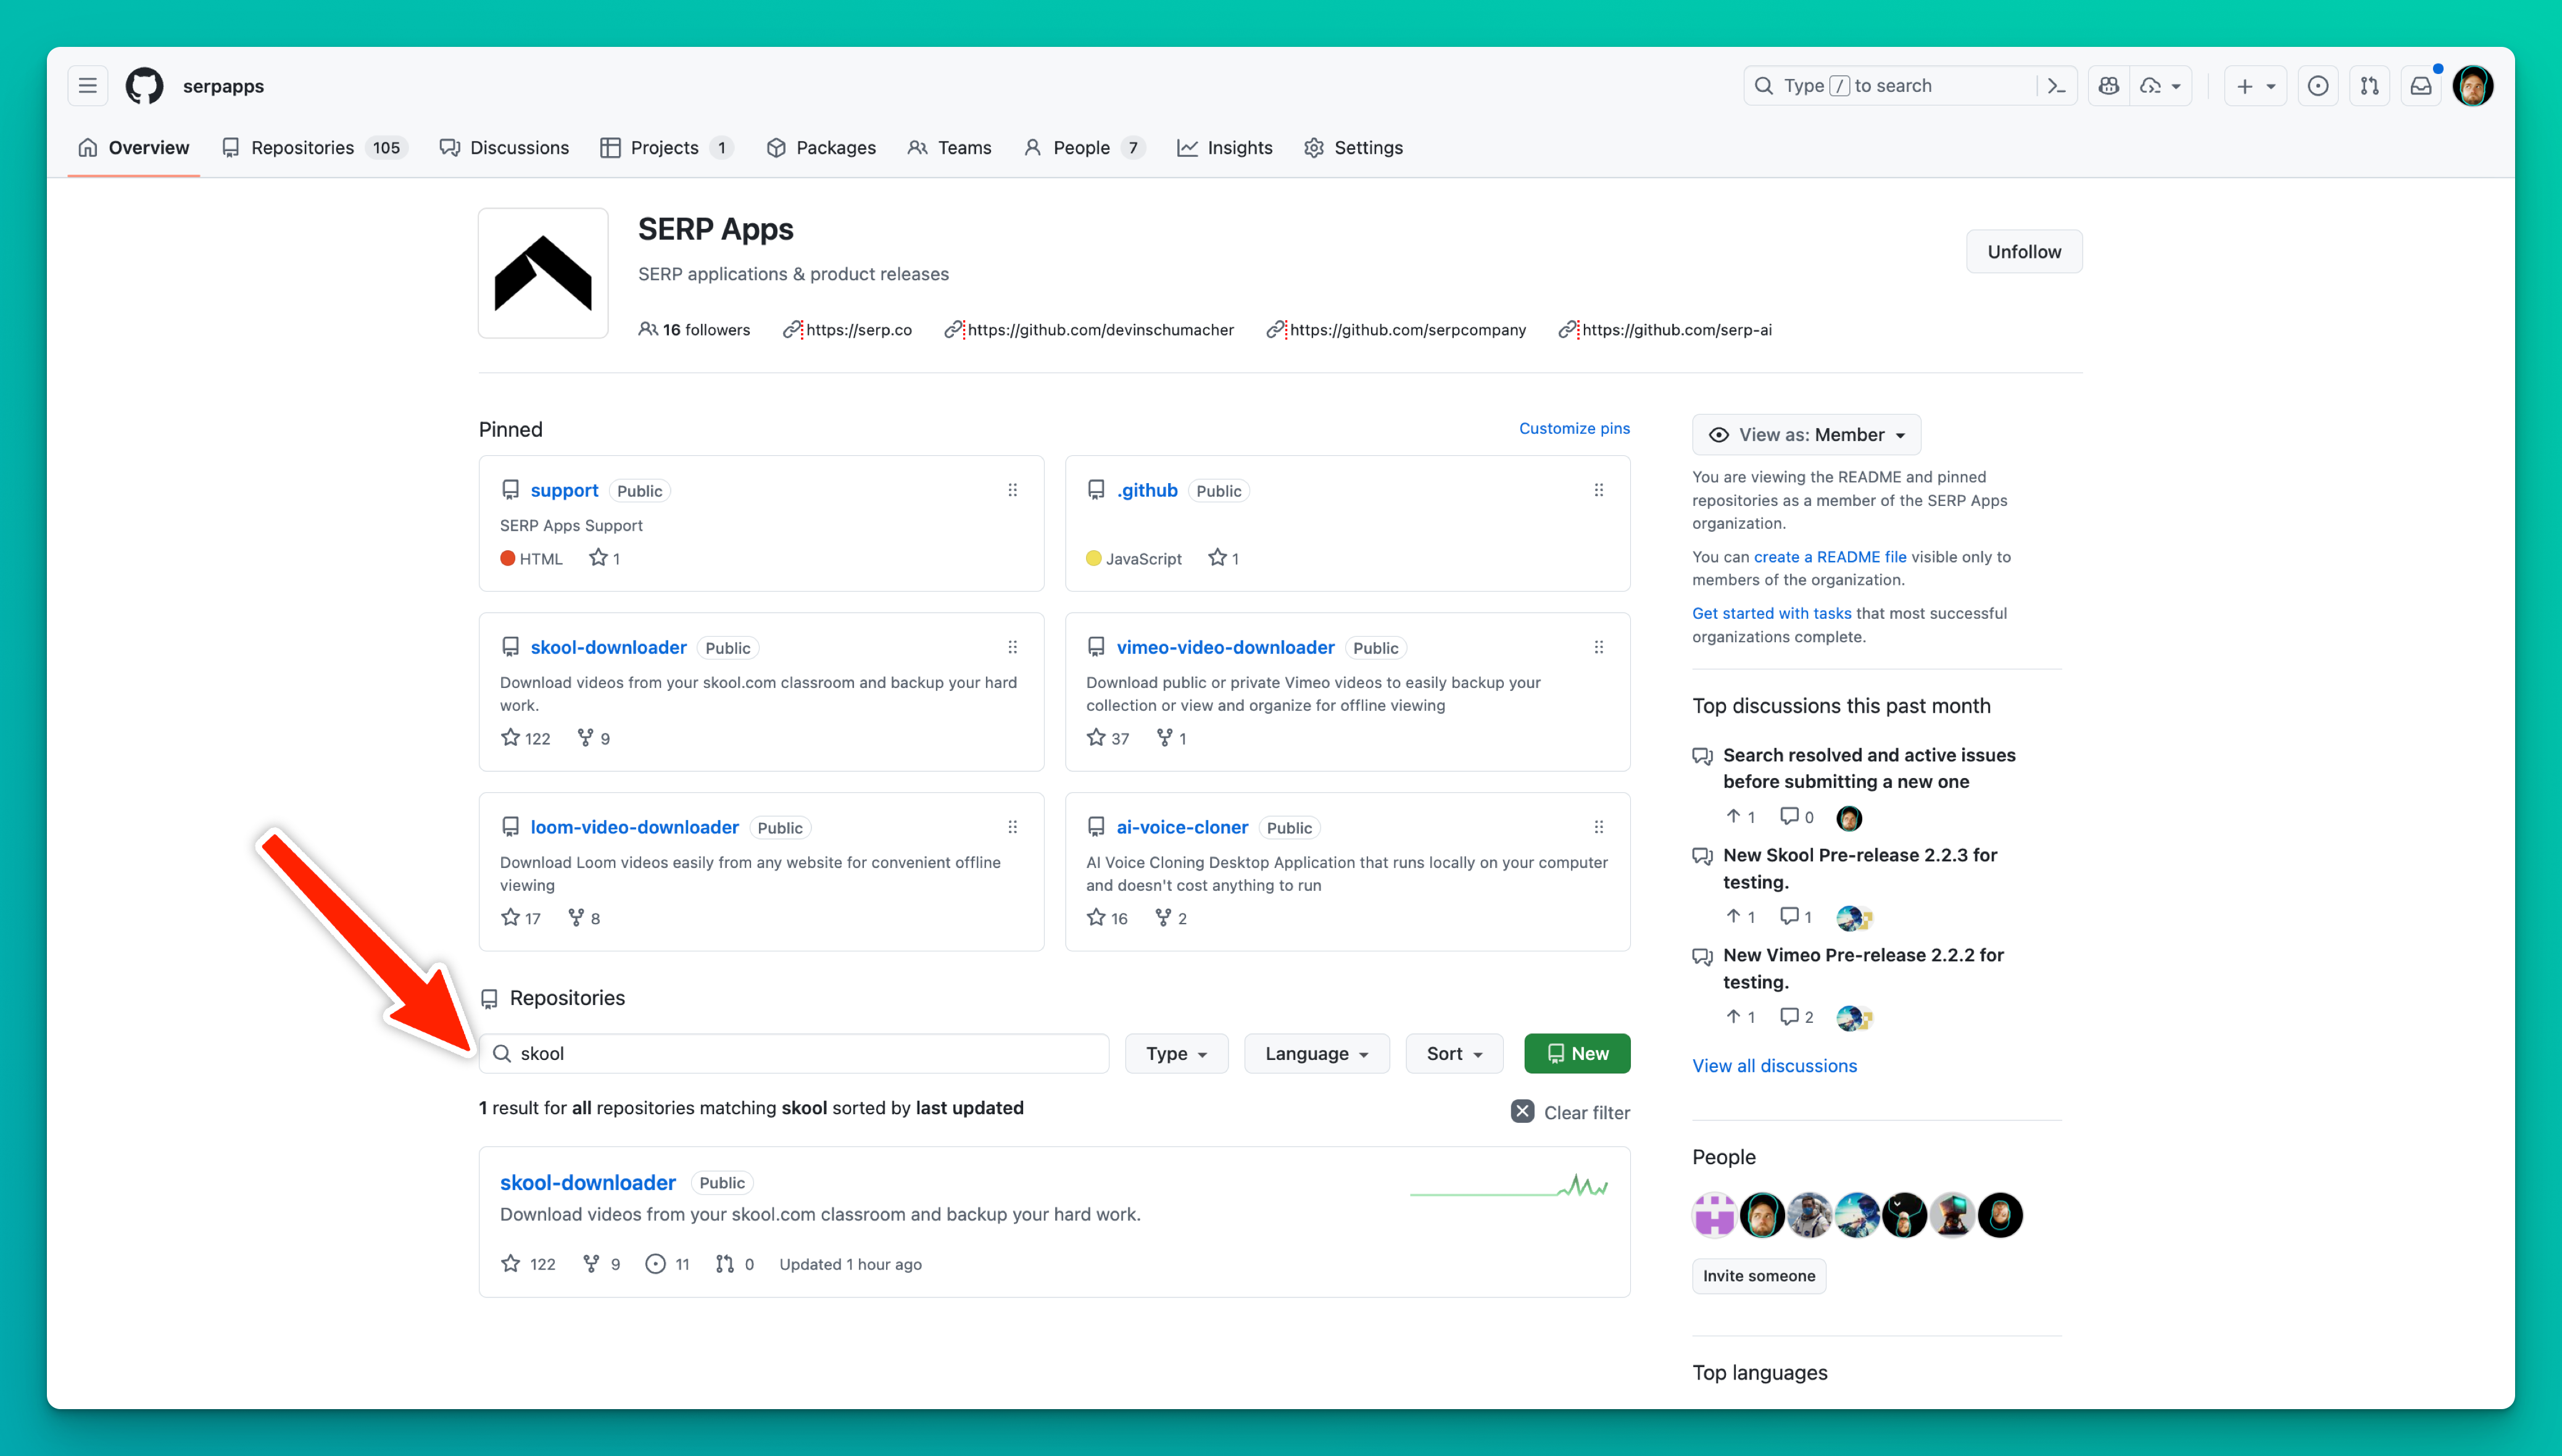 serpapps
Type / to search
Overview
Repositories 105
Discussions
Projects 1
Packages
Teams
People 7
Insights
Settings
SERP Apps
SERP applications & product releases
Unfollow
16 followers
https://serp.co
https://github.com/devinschumacher
https://github.com/serpcompany
https://github.com/serp-ai
Pinned
Customize pins
support Public
SERP Apps Support
HTML 1
.github Public
JavaScript 1
skool-downloader Public
Download videos from your skool.com classroom and backup your hard
work.
122 9
vimeo-video-downloader Public
Download public or private Vimeo videos to easily backup your
collection or view and organize for offline viewing
37 1
loom-video-downloader Public
Download Loom videos easily from any website for convenient offline
viewing
17 8
ai-voice-cloner Public
AI Voice Cloning Desktop Application that runs locally on your computer
and doesn't cost anything to run
16 2
Repositories
skool
Type
Language
Sort
New
1 result for all repositories matching skool sorted by last updated
Clear filter
skool-downloader Public
Download videos from your skool.com classroom and backup your hard work.
122 9 11 0 Updated 1 hour ago
View as: Member
You are viewing the README and pinned
repositories as a member of the SERP Apps
organization.
You can create a README file visible only to
members of the organization.
Get started with tasks that most successful
organizations complete.
Top discussions this past month
Search resolved and active issues
before submitting a new one
1 0
New Skool Pre-release 2.2.3 for
testing.
1 1
New Vimeo Pre-release 2.2.2 for
testing.
1 2
View all discussions
People
Invite someone
Top languages